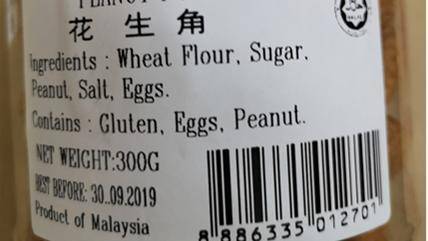 PEANUT
花生角
Ingredients : Wheat Flour, Sugar,
Peanut, Salt, Eggs.
Contains : Gluten, Eggs, Peanut.
NET WEIGHT:300G
BEST BEFORE: 30..09.2019
Product of Malaysia
8 886335 012701